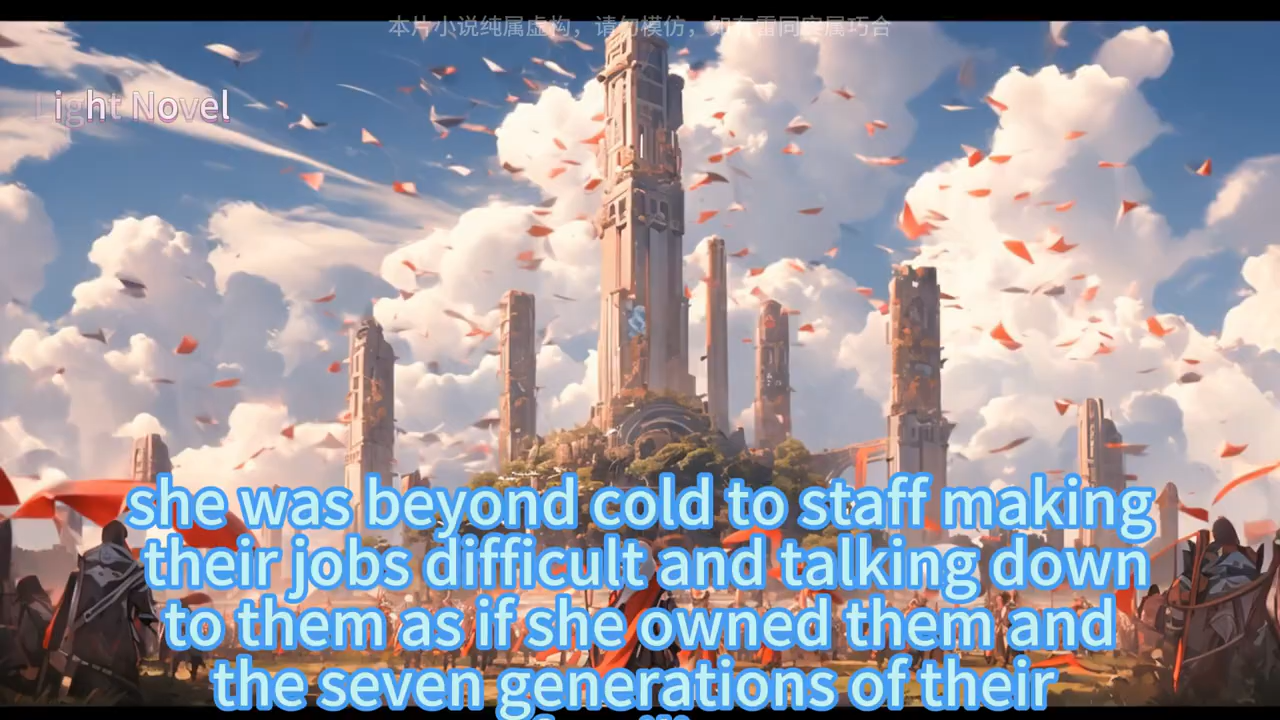 本片小说纯属虚构，请勿模仿，如有雷同实属巧合
Light Novel
she was beyond cold to staff making
their jobs difficult and talking down
to them as if she owned them and
the seven generations of their